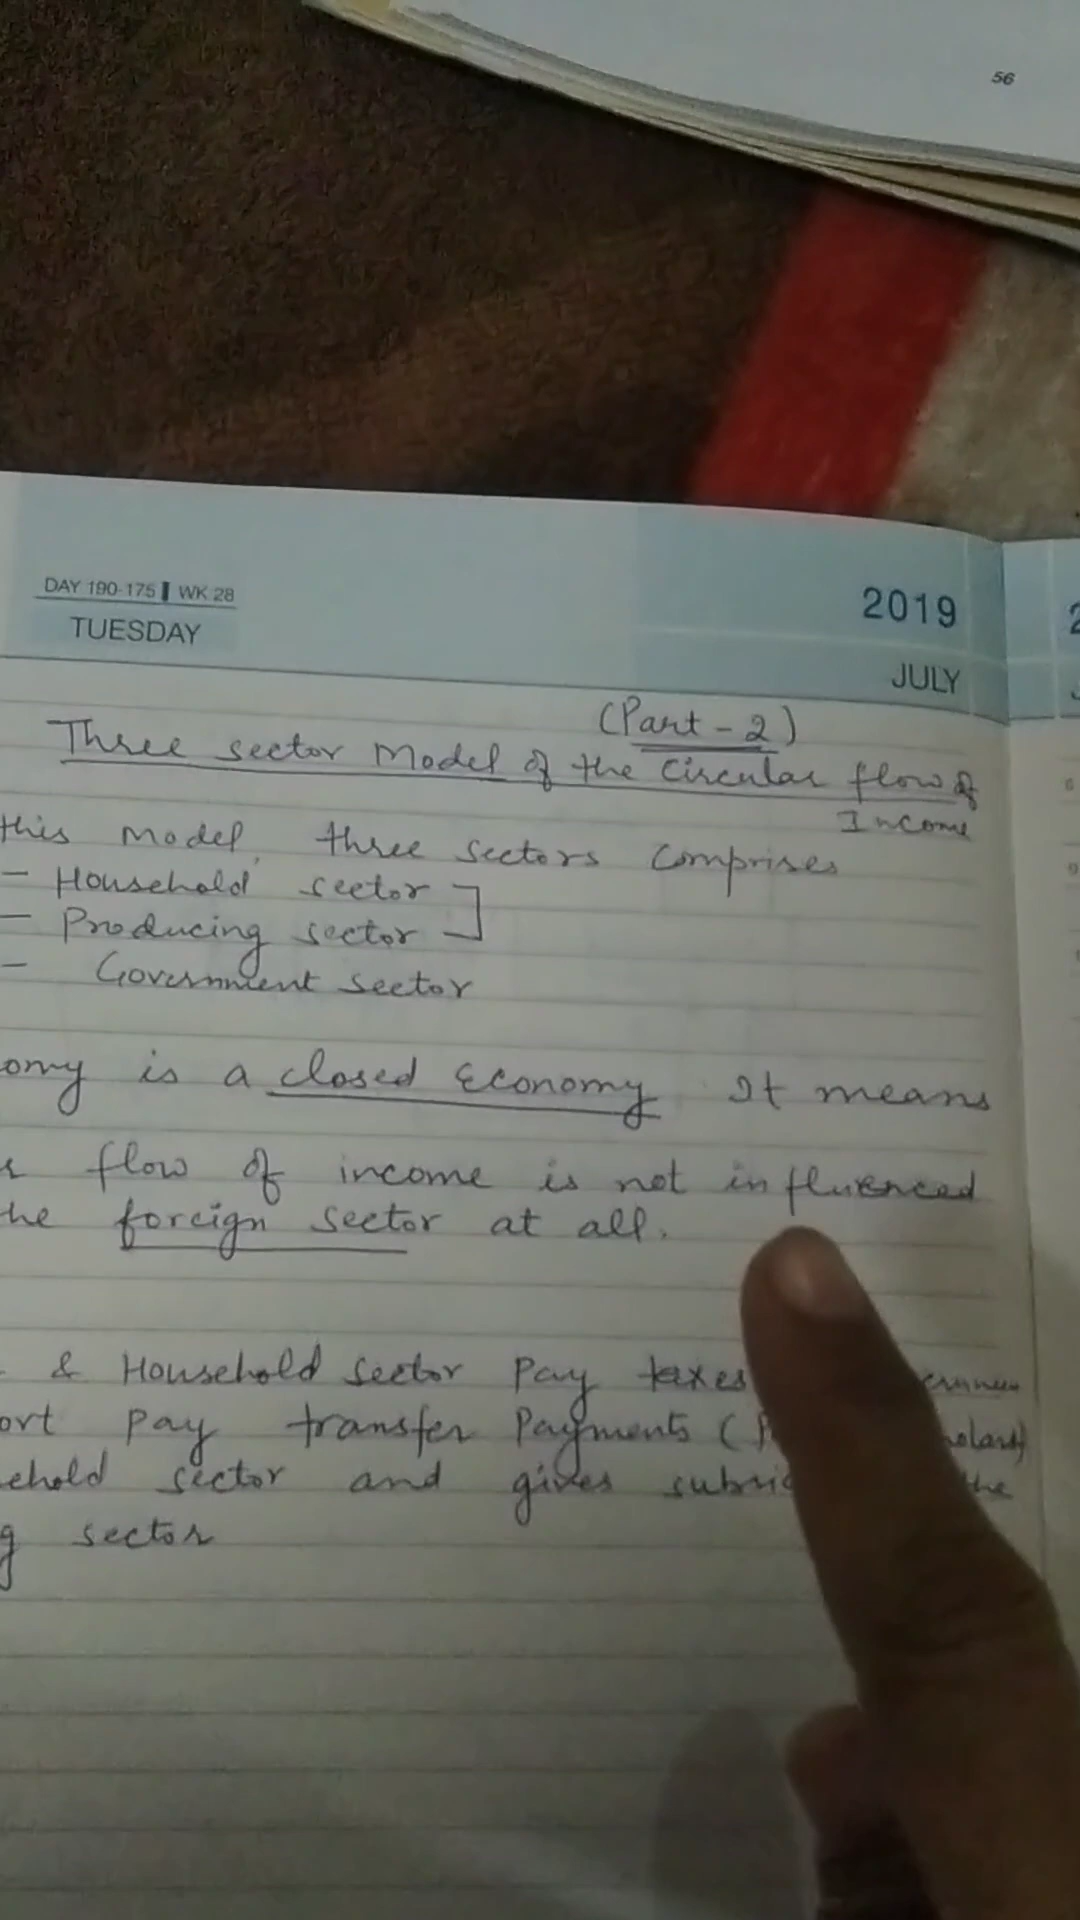 56
DAY 190-175 WK 28
TUESDAY
2019
JULY
(Part - 2)
Three sector Model of the Circular flow of
Income
this model, three sectors comprises
- Household sector
- Producing sector
- Government sector
omy is a closed Economy. It means
flow of income is not influenced
he foreign sector at all.
& Household sector Pay taxes
ort pay transfer Payments (
ehold sector and gives the
g sector